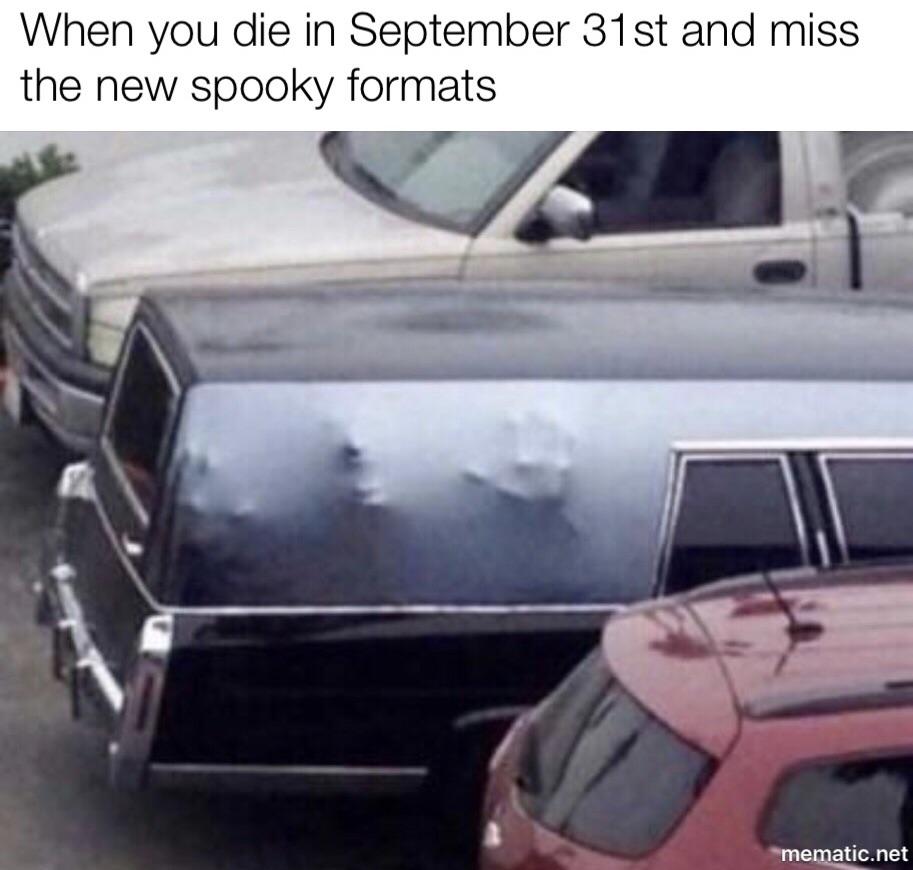 When you die in September 31st and miss
the new spooky formats
mematic.net